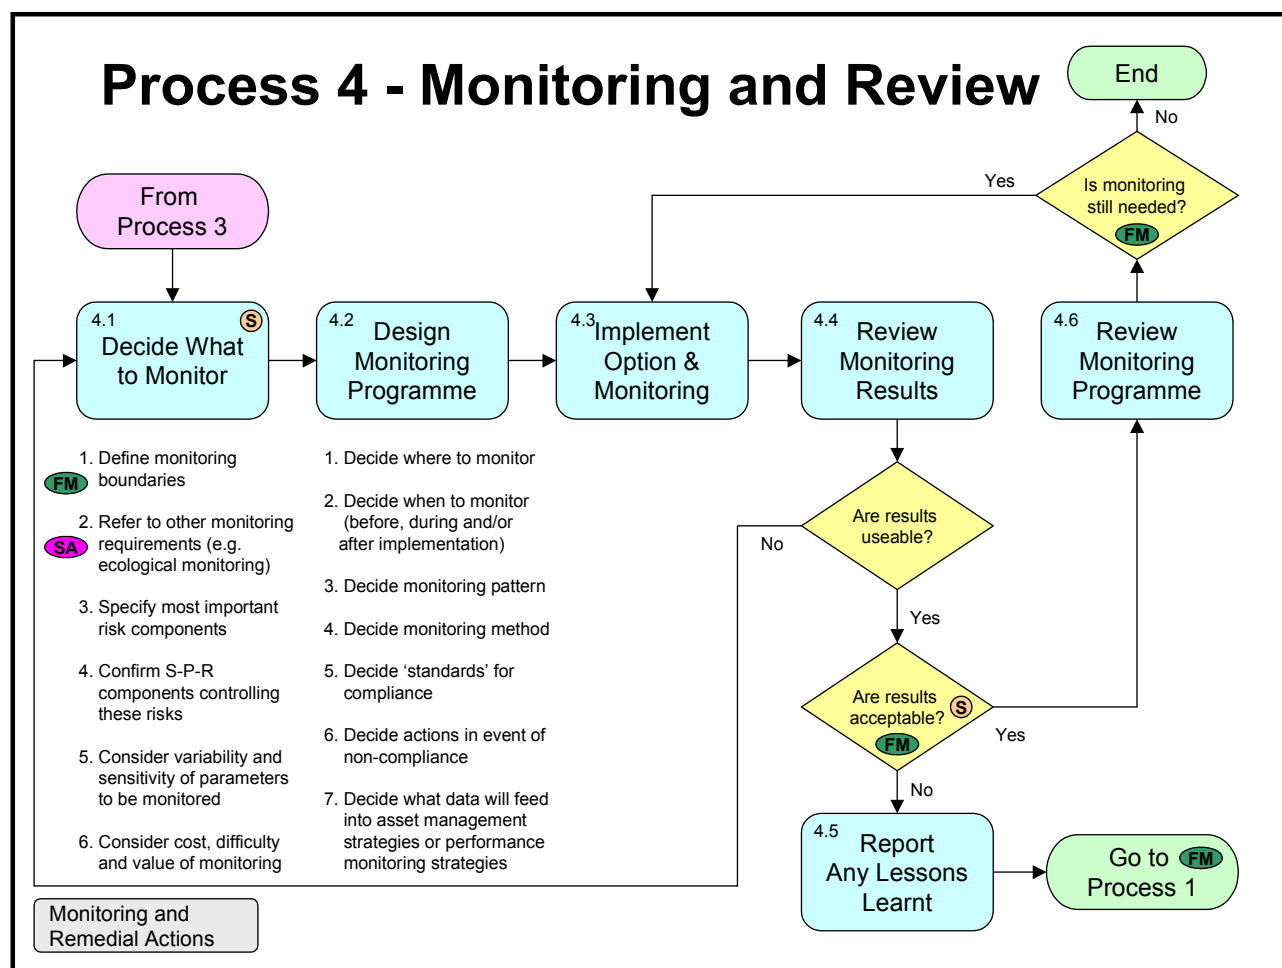 Process 4 - Monitoring and Review
End
No
Is monitoring
still needed?
FM
Yes
From
Process 3
4.1
S
Decide What
to Monitor
4.2
Design
Monitoring
Programme
4.3
Implement
Option &
Monitoring
4.4
Review
Monitoring
Results
4.6
Review
Monitoring
Programme
1. Define monitoring
boundaries
FM
2. Refer to other monitoring
requirements (e.g.
ecological monitoring)
SA
3. Specify most important
risk components
4. Confirm S-P-R
components controlling
these risks
5. Consider variability and
sensitivity of parameters
to be monitored
6. Consider cost, difficulty
and value of monitoring
1. Decide where to monitor
2. Decide when to monitor
(before, during and/or
after implementation)
3. Decide monitoring pattern
4. Decide monitoring method
5. Decide ‘standards’ for
compliance
6. Decide actions in event of
non-compliance
7. Decide what data will feed
into asset management
strategies or performance
monitoring strategies
Are results
useable?
No
Yes
Are results
acceptable?
S
FM
Yes
No
4.5
Report
Any Lessons
Learnt
Go to
FM
Process 1
Monitoring and
Remedial Actions